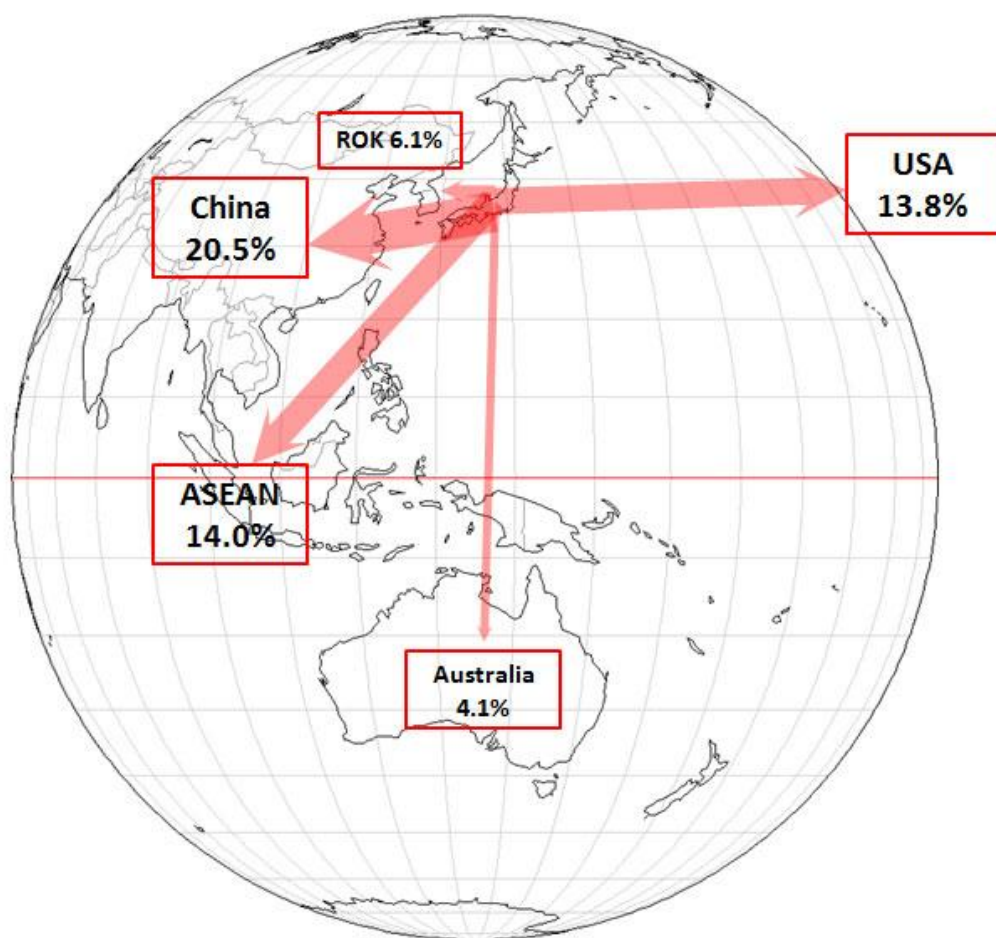 ROK 6.1%
China
20.5%
USA
13.8%
ASEAN
14.0%
Australia
4.1%